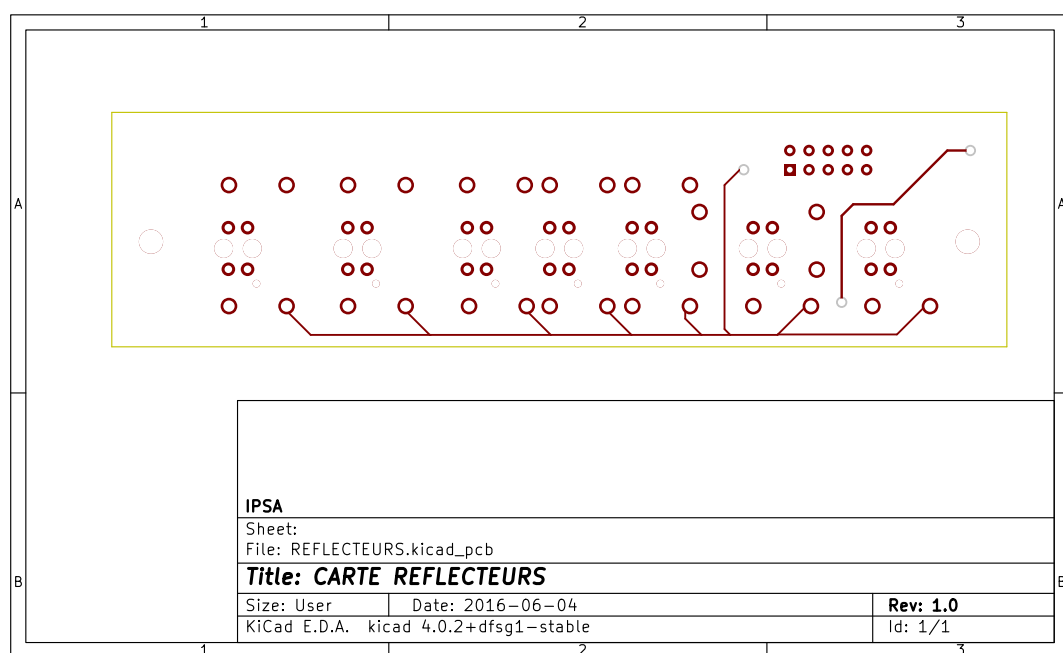 1 2 3
A A
IPSA
Sheet:
File: REFLECTEURS.kicad_pcb
Title: CARTE REFLECTEURS
B B
Size: User Date: 2016-06-04 Rev: 1.0
KiCad E.D.A. kicad 4.0.2+dfsg1-stable Id: 1/1
1 2 3